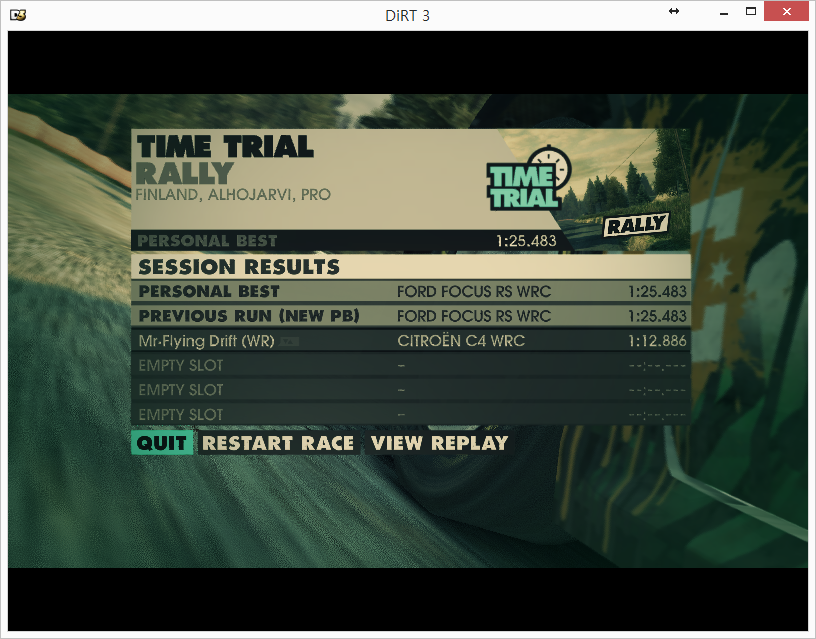 DiRT 3
TIME TRIAL
RALLY
FINLAND, ALHOJARVI, PRO
TIME
TRIAL
RALLY
PERSONAL BEST 1:25.483
SESSION RESULTS
PERSONAL BEST FORD FOCUS RS WRC 1:25.483
PREVIOUS RUN (NEW PB) FORD FOCUS RS WRC 1:25.483
Mr-Flying Drift (WR) CITROËN C4 WRC 1:12.886
EMPTY SLOT – --:--.---
EMPTY SLOT – --:--.---
EMPTY SLOT – --:--.---
QUIT RESTART RACE VIEW REPLAY